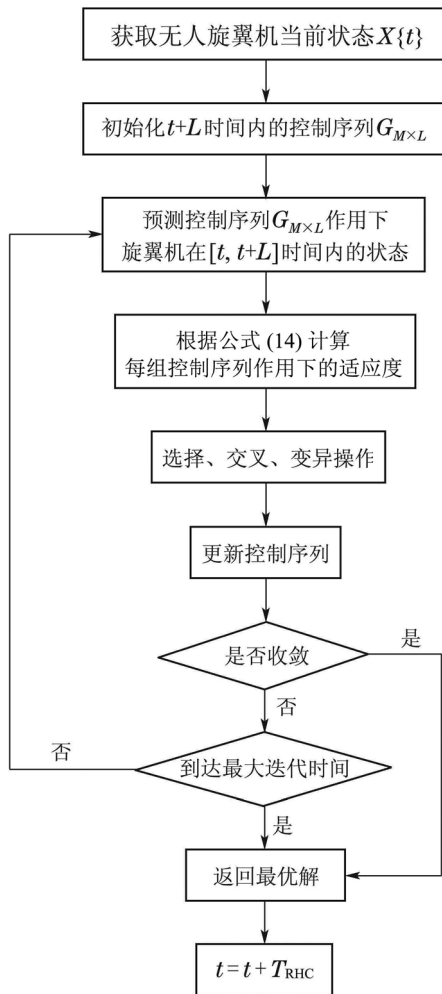 获取无人旋翼机当前状态X{t}
初始化t+L时间内的控制序列G_{M×L}
预测控制序列G_{M×L}作用下
旋翼机在[t, t+L]时间内的状态
根据公式 (14) 计算
每组控制序列作用下的适应度
选择、交叉、变异操作
更新控制序列
是否收敛
是
否
到达最大迭代时间
否
是
返回最优解
t = t + T_{RHC}